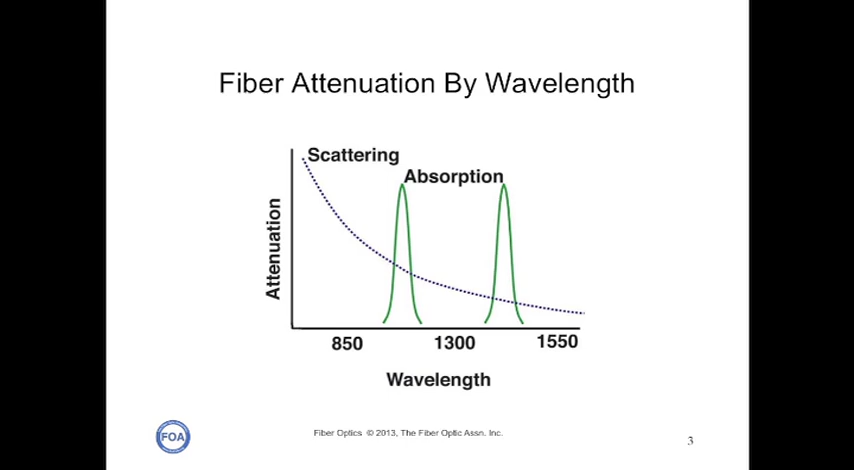 Fiber Attenuation By Wavelength
Scattering
Absorption
Attenuation
850 1300 1550
Wavelength
FOA
Fiber Optics © 2013, The Fiber Optic Assn. Inc.
3